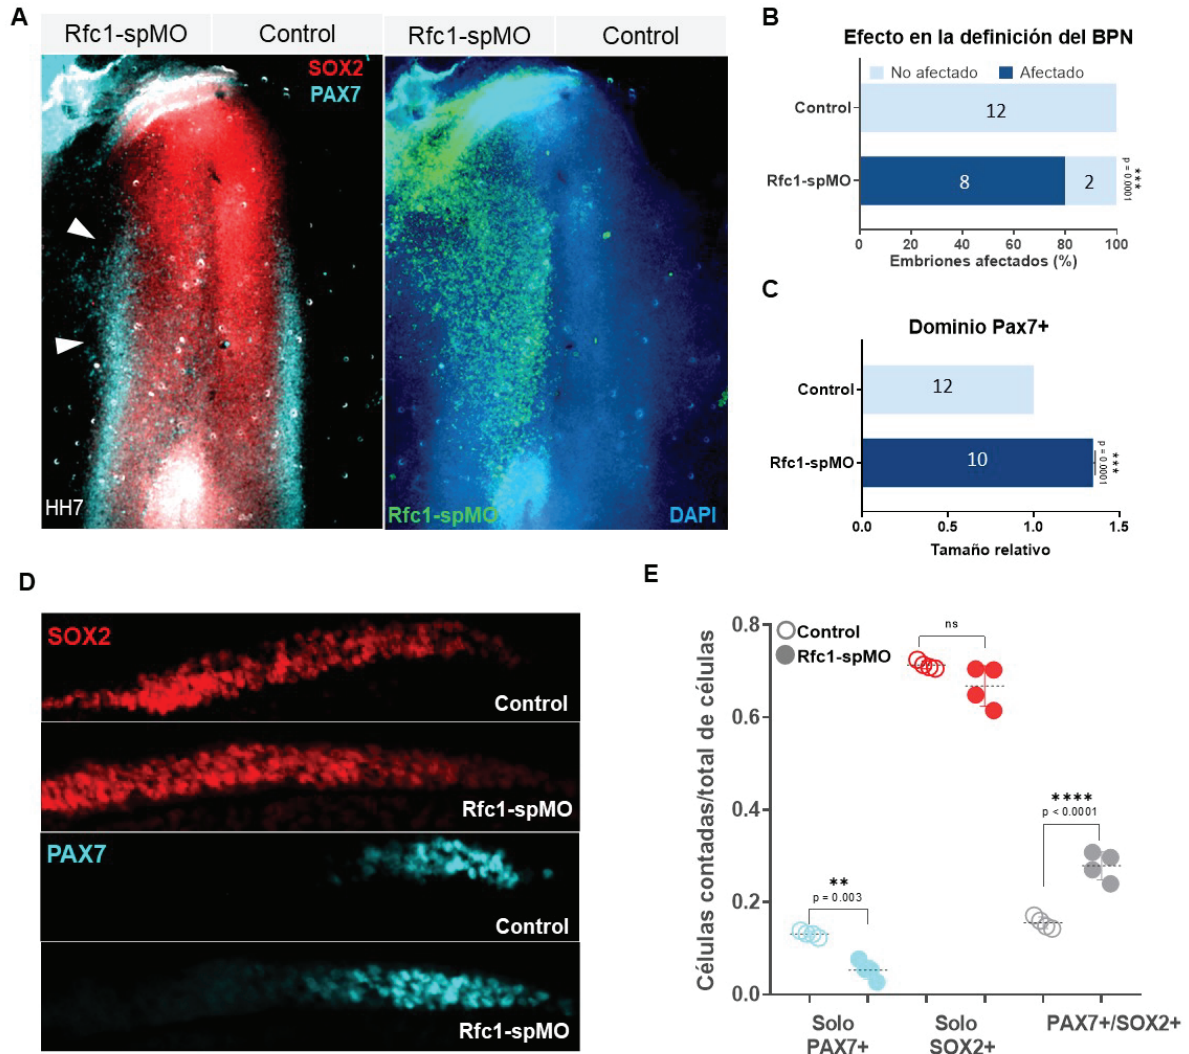 A
Rfc1-spMO
Control
Rfc1-spMO
Control
SOX2
PAX7
HH7
Rfc1-spMO
DAPI
B
Efecto en la definición del BPN
No afectado
Afectado
Control
12
Rfc1-spMO
8
2
***
p = 0.0001
0
20
40
60
80
100
Embriones afectados (%)
C
Dominio Pax7+
Control
12
Rfc1-spMO
10
***
p = 0.0001
0.0
0.5
1.0
1.5
Tamaño relativo
D
SOX2
Control
Rfc1-spMO
PAX7
Control
Rfc1-spMO
E
Células contadas/total de células
0.8
0.6
0.4
0.2
0.0
Control
Rfc1-spMO
ns
**
p = 0.003
****
p < 0.0001
Solo
PAX7+
Solo
SOX2+
PAX7+/SOX2+